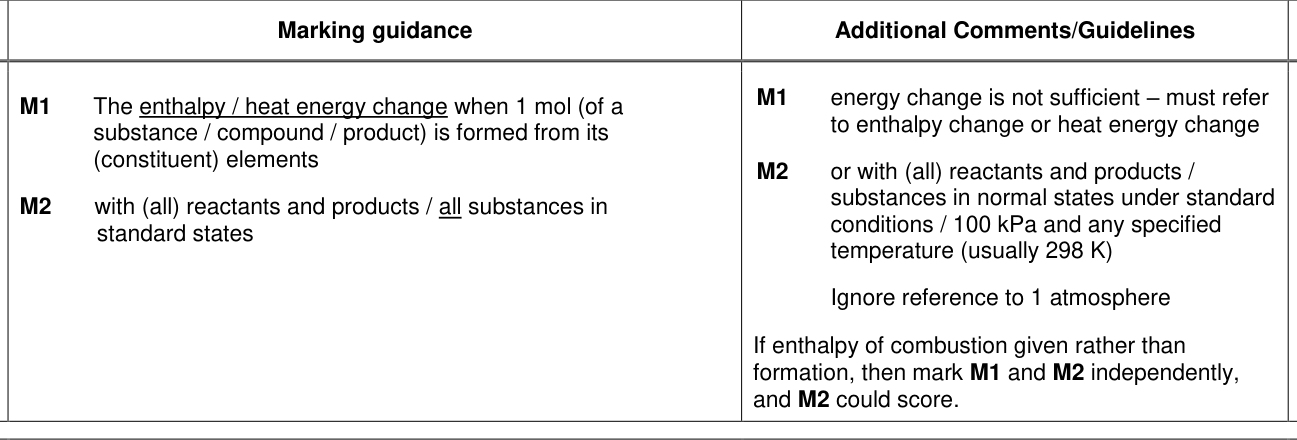 Marking guidance
Additional Comments/Guidelines
M1 The enthalpy / heat energy change when 1 mol (of a
substance / compound / product) is formed from its
(constituent) elements
M2 with (all) reactants and products / all substances in
standard states
M1 energy change is not sufficient – must refer
to enthalpy change or heat energy change
M2 or with (all) reactants and products /
substances in normal states under standard
conditions / 100 kPa and any specified
temperature (usually 298 K)
Ignore reference to 1 atmosphere
If enthalpy of combustion given rather than
formation, then mark M1 and M2 independently,
and M2 could score.